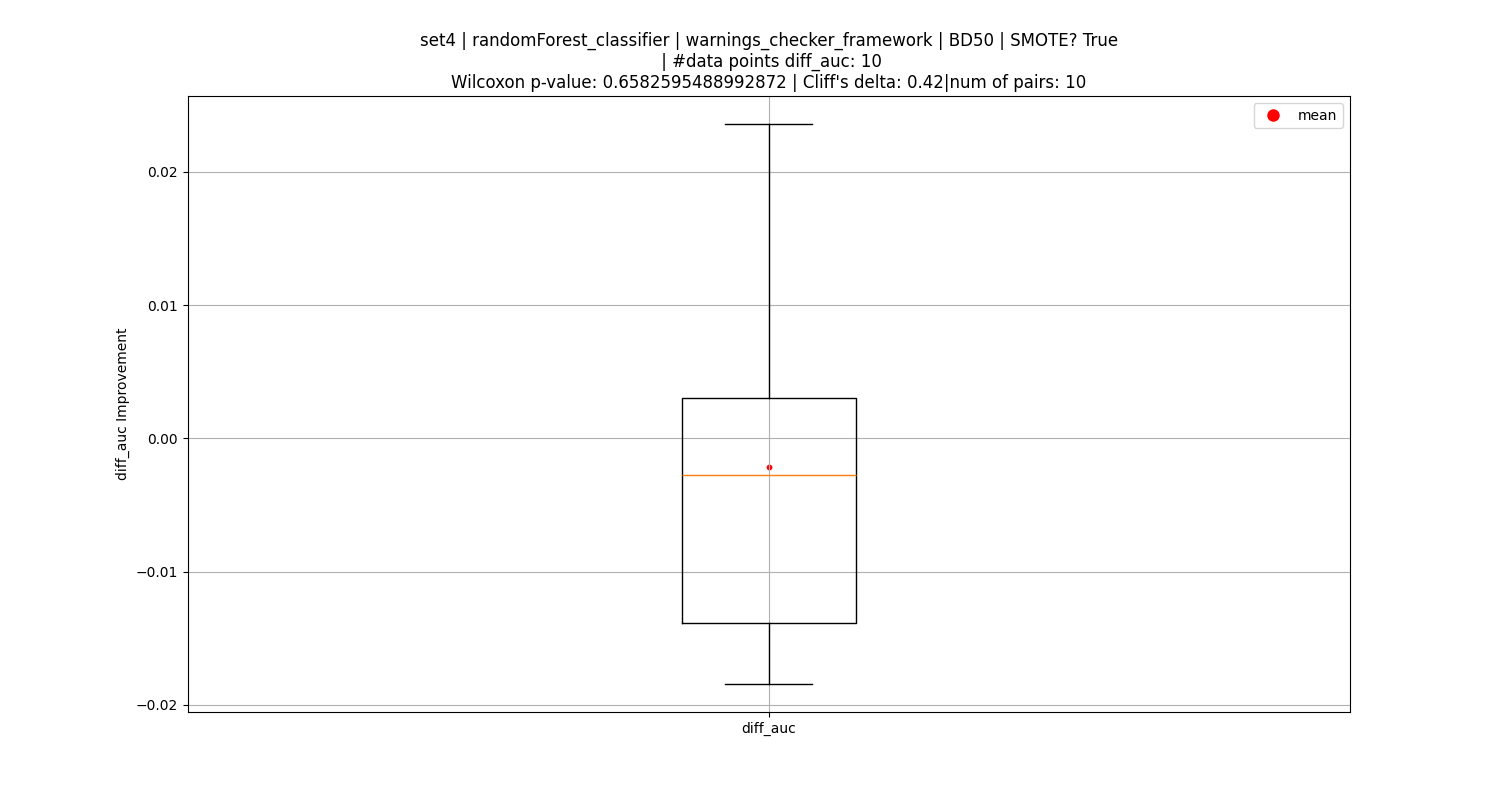 set4 | randomForest_classifier | warnings_checker_framework | BD50 | SMOTE? True
| #data points diff_auc: 10
Wilcoxon p-value: 0.6582595488992872 | Cliff's delta: 0.42|num of pairs: 10
mean
0.02
0.01
0.00
−0.01
−0.02
diff_auc Improvement
diff_auc